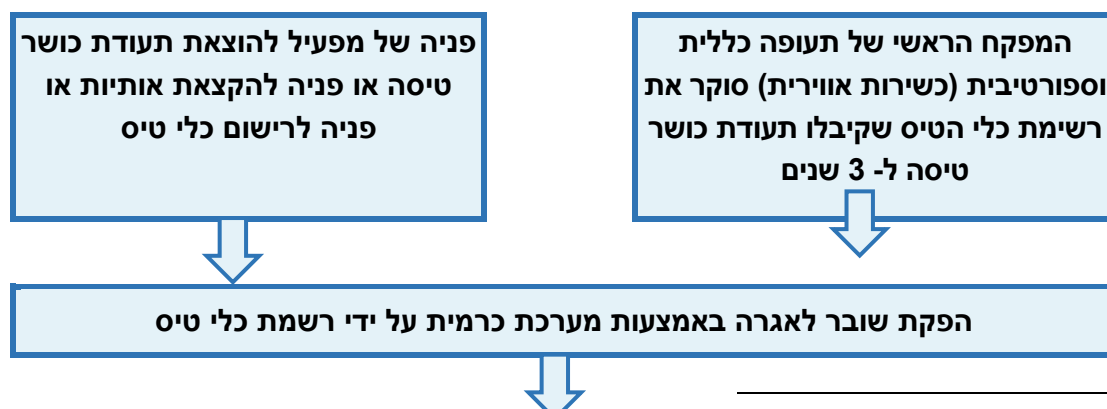 המפקח הראשי של תעופה כללית
וספורטיבית (כשירות אווירית) סוקר את
רשימת כלי הטיס שקיבלו תעודת כושר
טיסה ל- 3 שנים
פניה של מפעיל להוצאת תעודת כושר
טיסה או פניה להקצאת אותיות או
פניה לרישום כלי טיס
הפקת שובר לאגרה באמצעות מערכת כרמית על ידי רשמת כלי טיס